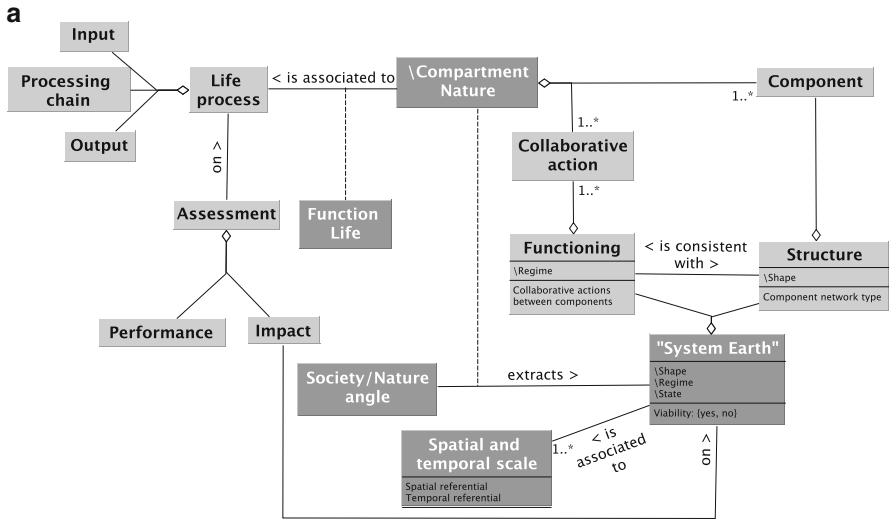 a
Input
Processing
chain
Output
Life
process
< is associated to
\Compartment
Nature
1..*
Component
1..*
Collaborative
action
1..*
on >
Assessment
Function
Life
Functioning
\Regime
Collaborative actions
between components
< is consistent
with >
Structure
\Shape
Component network type
Performance
Impact
"System Earth"
\Shape
\Regime
\State
Viability: {yes, no}
Society/Nature
angle
extracts >
Spatial and
temporal scale
Spatial referential
Temporal referential
1..*
< is
associated
to
on >